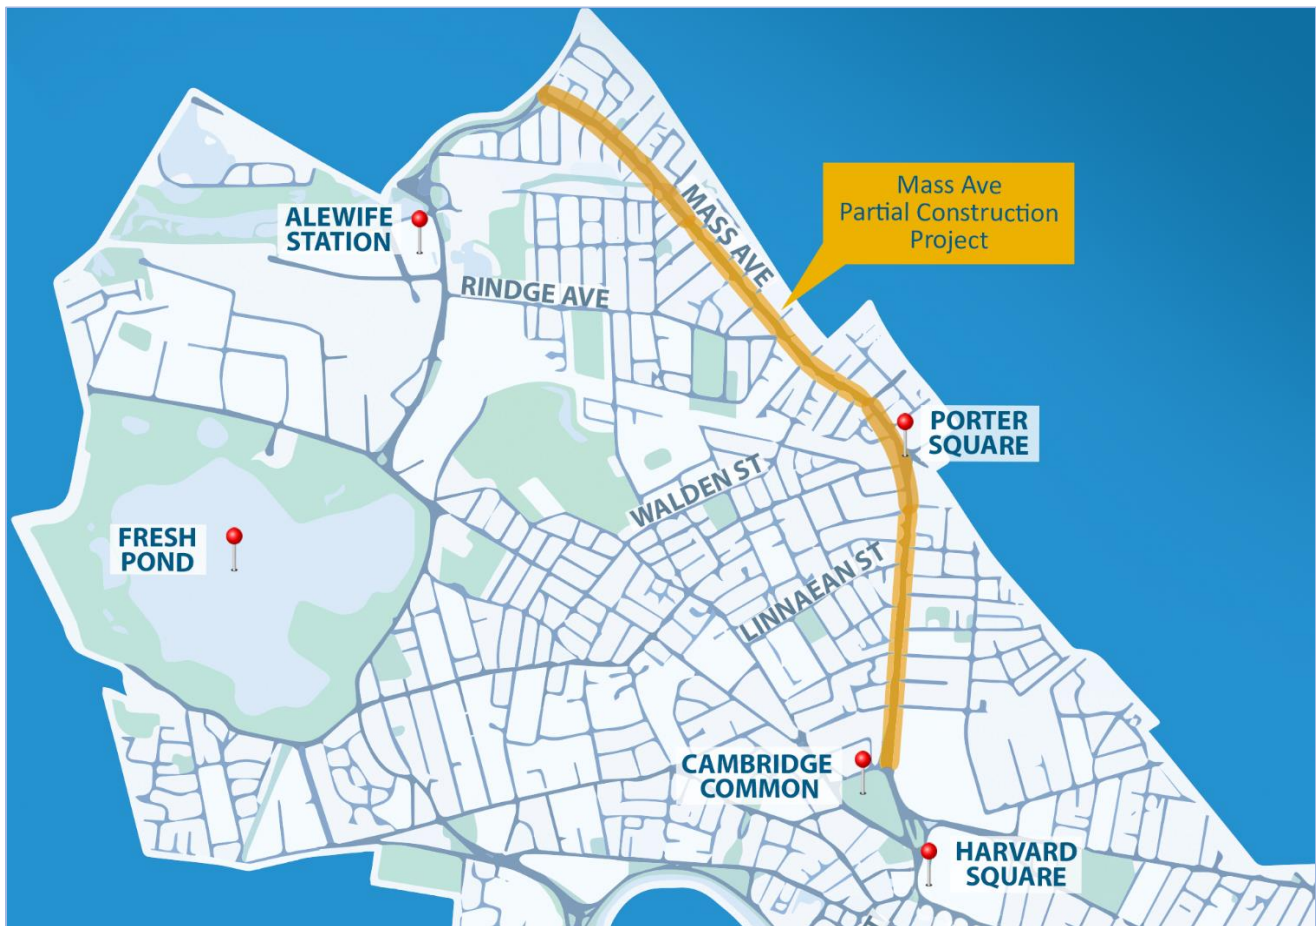 Mass Ave
Partial Construction
Project
MASS AVE
ALEWIFE
STATION
RINDGE AVE
PORTER
SQUARE
WALDEN ST
FRESH
POND
LINNAEAN ST
CAMBRIDGE
COMMON
HARVARD
SQUARE